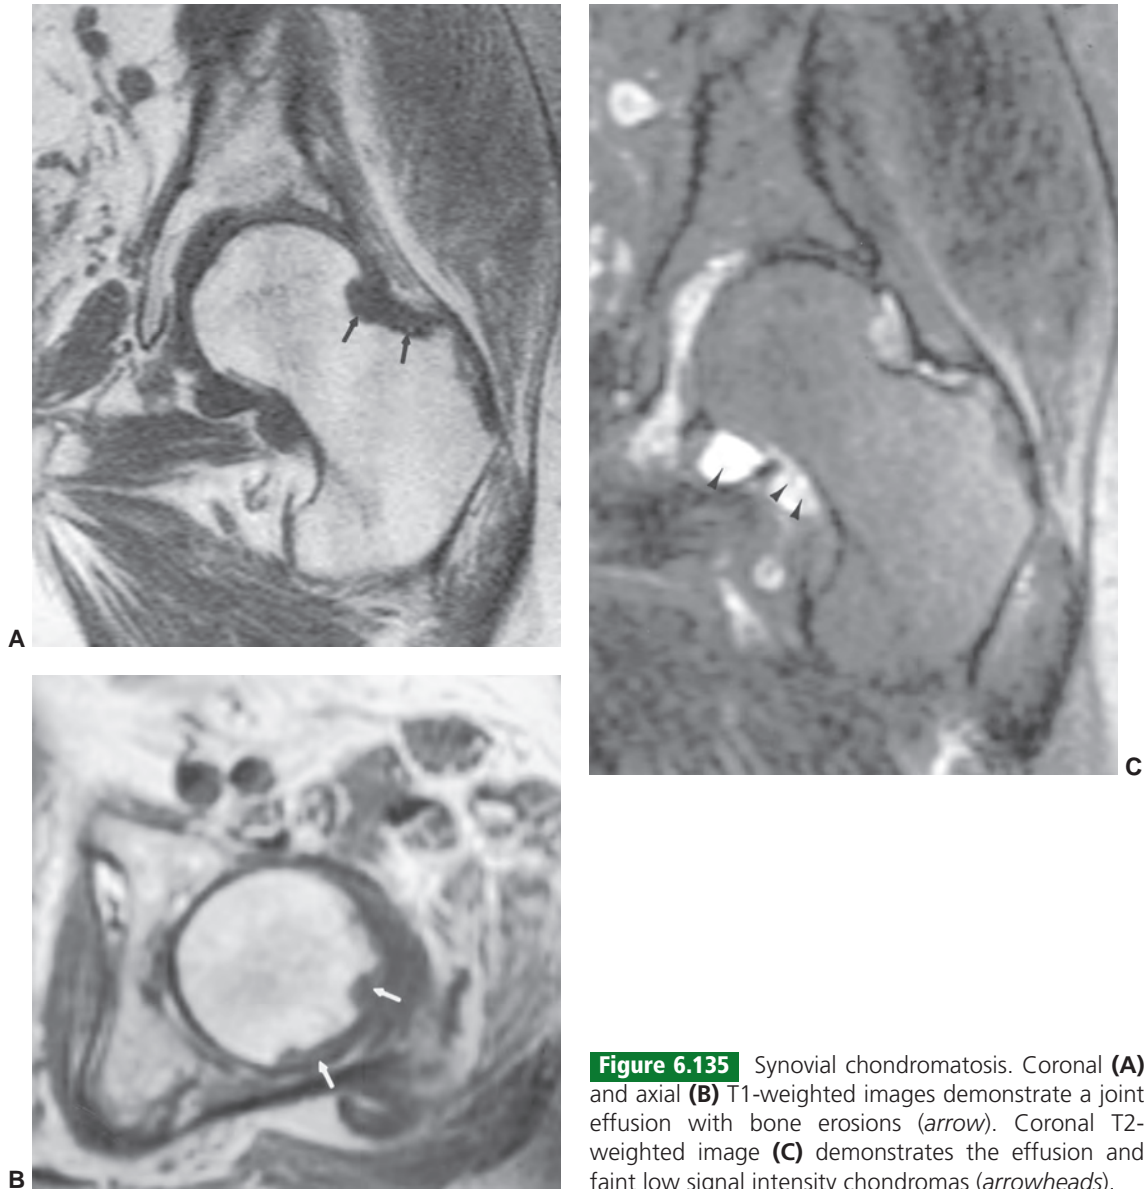 A
B
C
Figure 6.135 Synovial chondromatosis. Coronal (A)
and axial (B) T1-weighted images demonstrate a joint
effusion with bone erosions (arrow). Coronal T2-
weighted image (C) demonstrates the effusion and
faint low signal intensity chondromas (arrowheads).